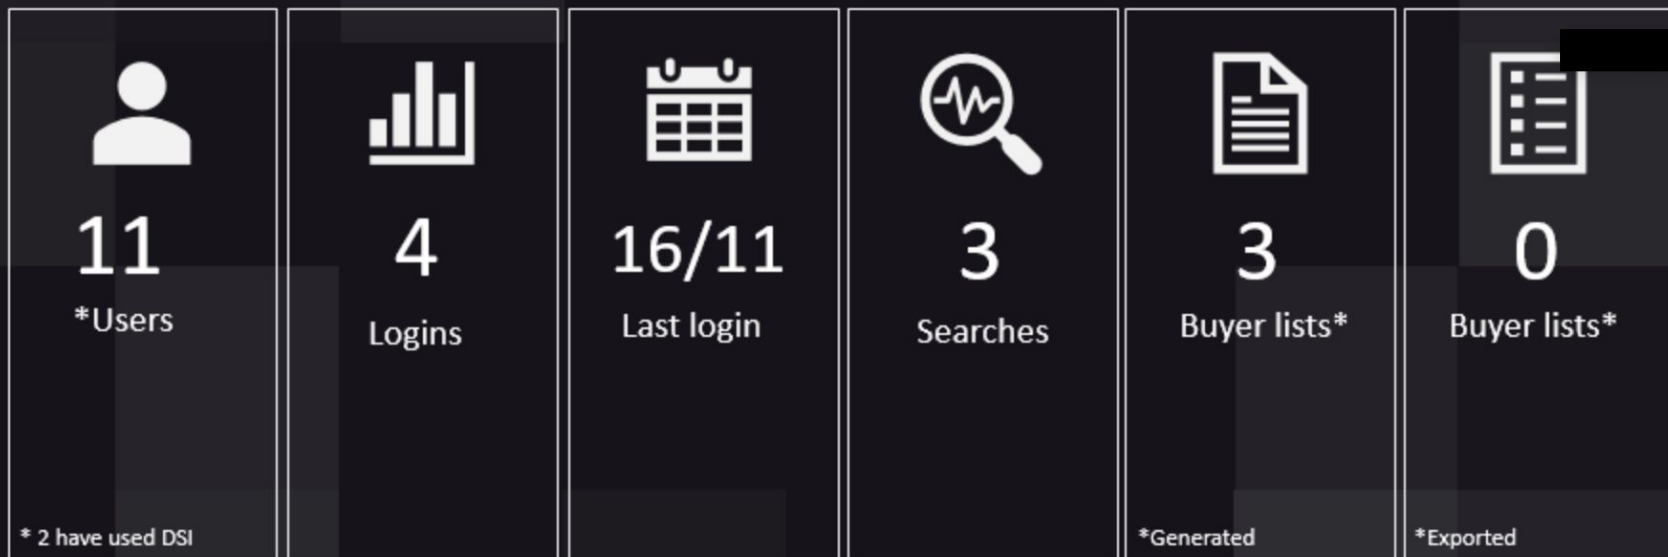 11
*Users
* 2 have used DSI
4
Logins
16/11
Last login
3
Searches
3
Buyer lists*
*Generated
0
Buyer lists*
*Exported